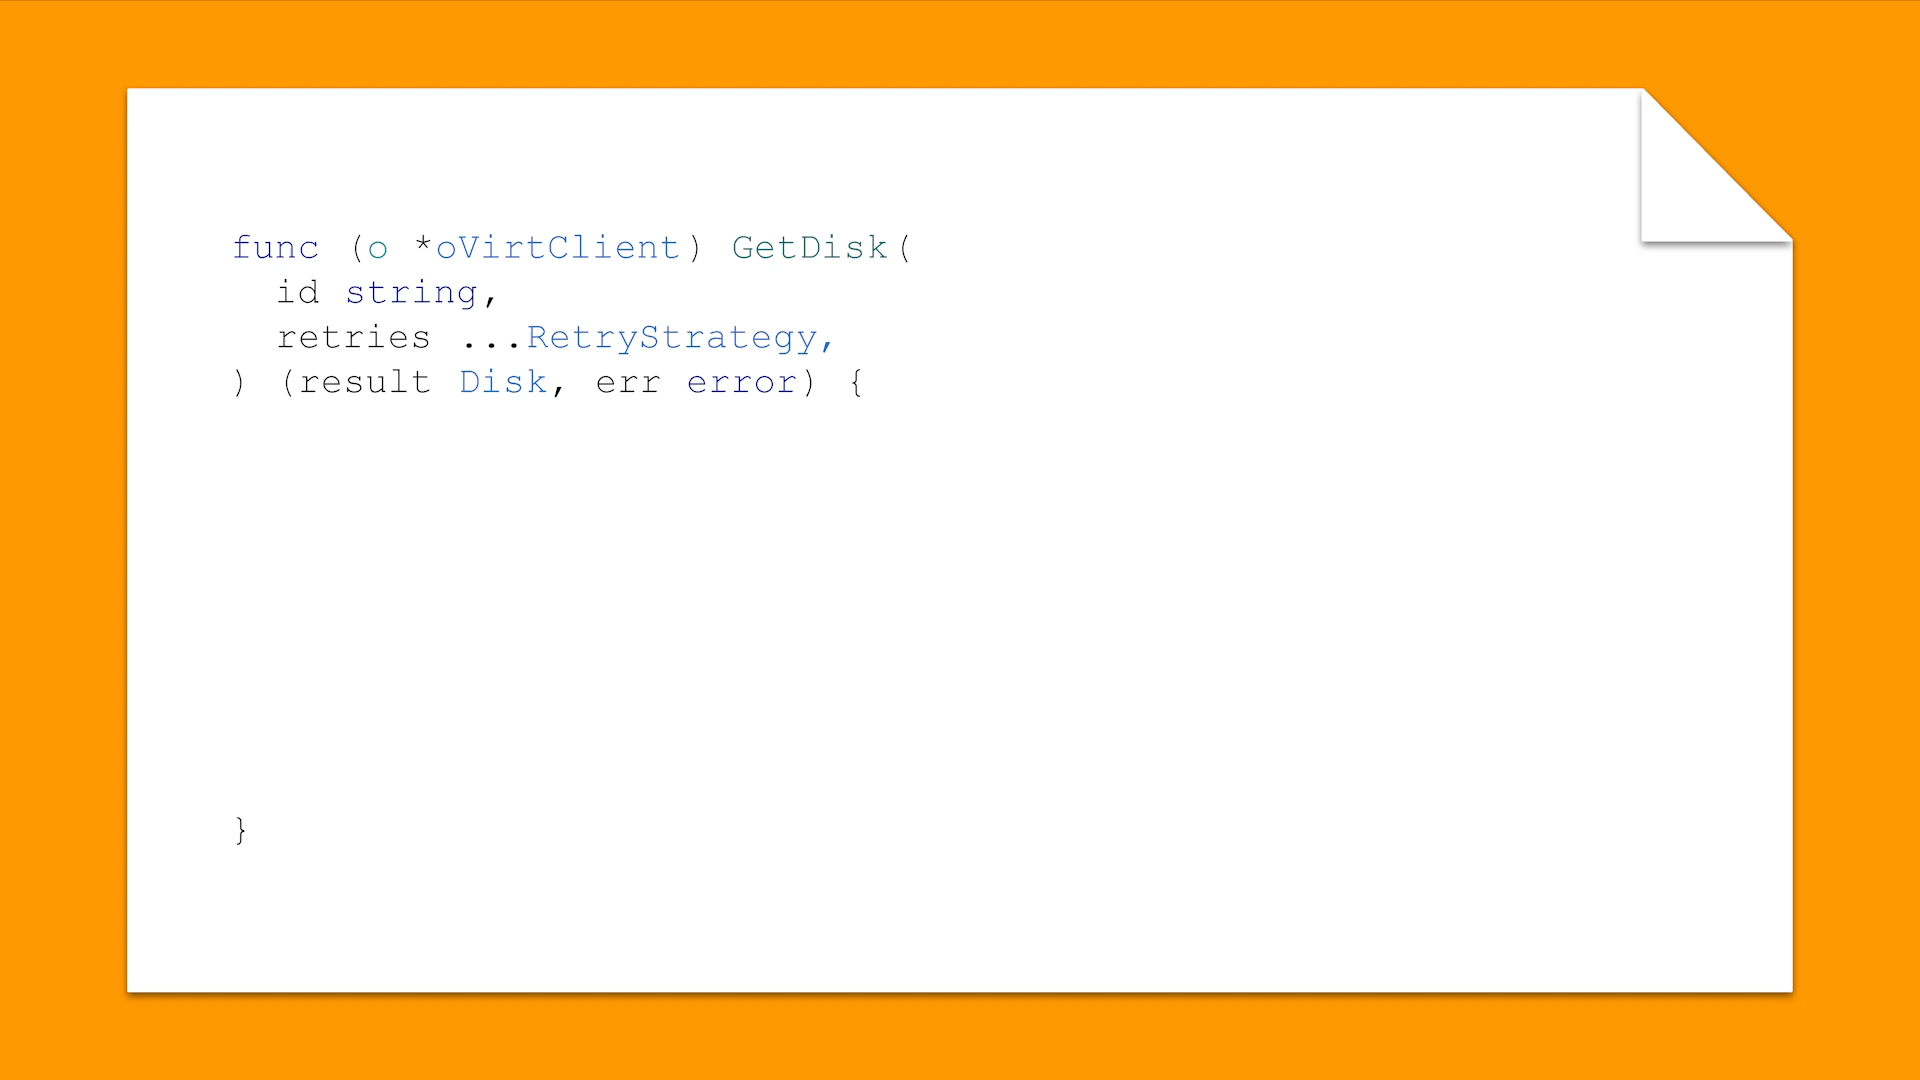 func (o *oVirtClient) GetDisk(
  id string,
  retries ...RetryStrategy,
) (result Disk, err error) {
}